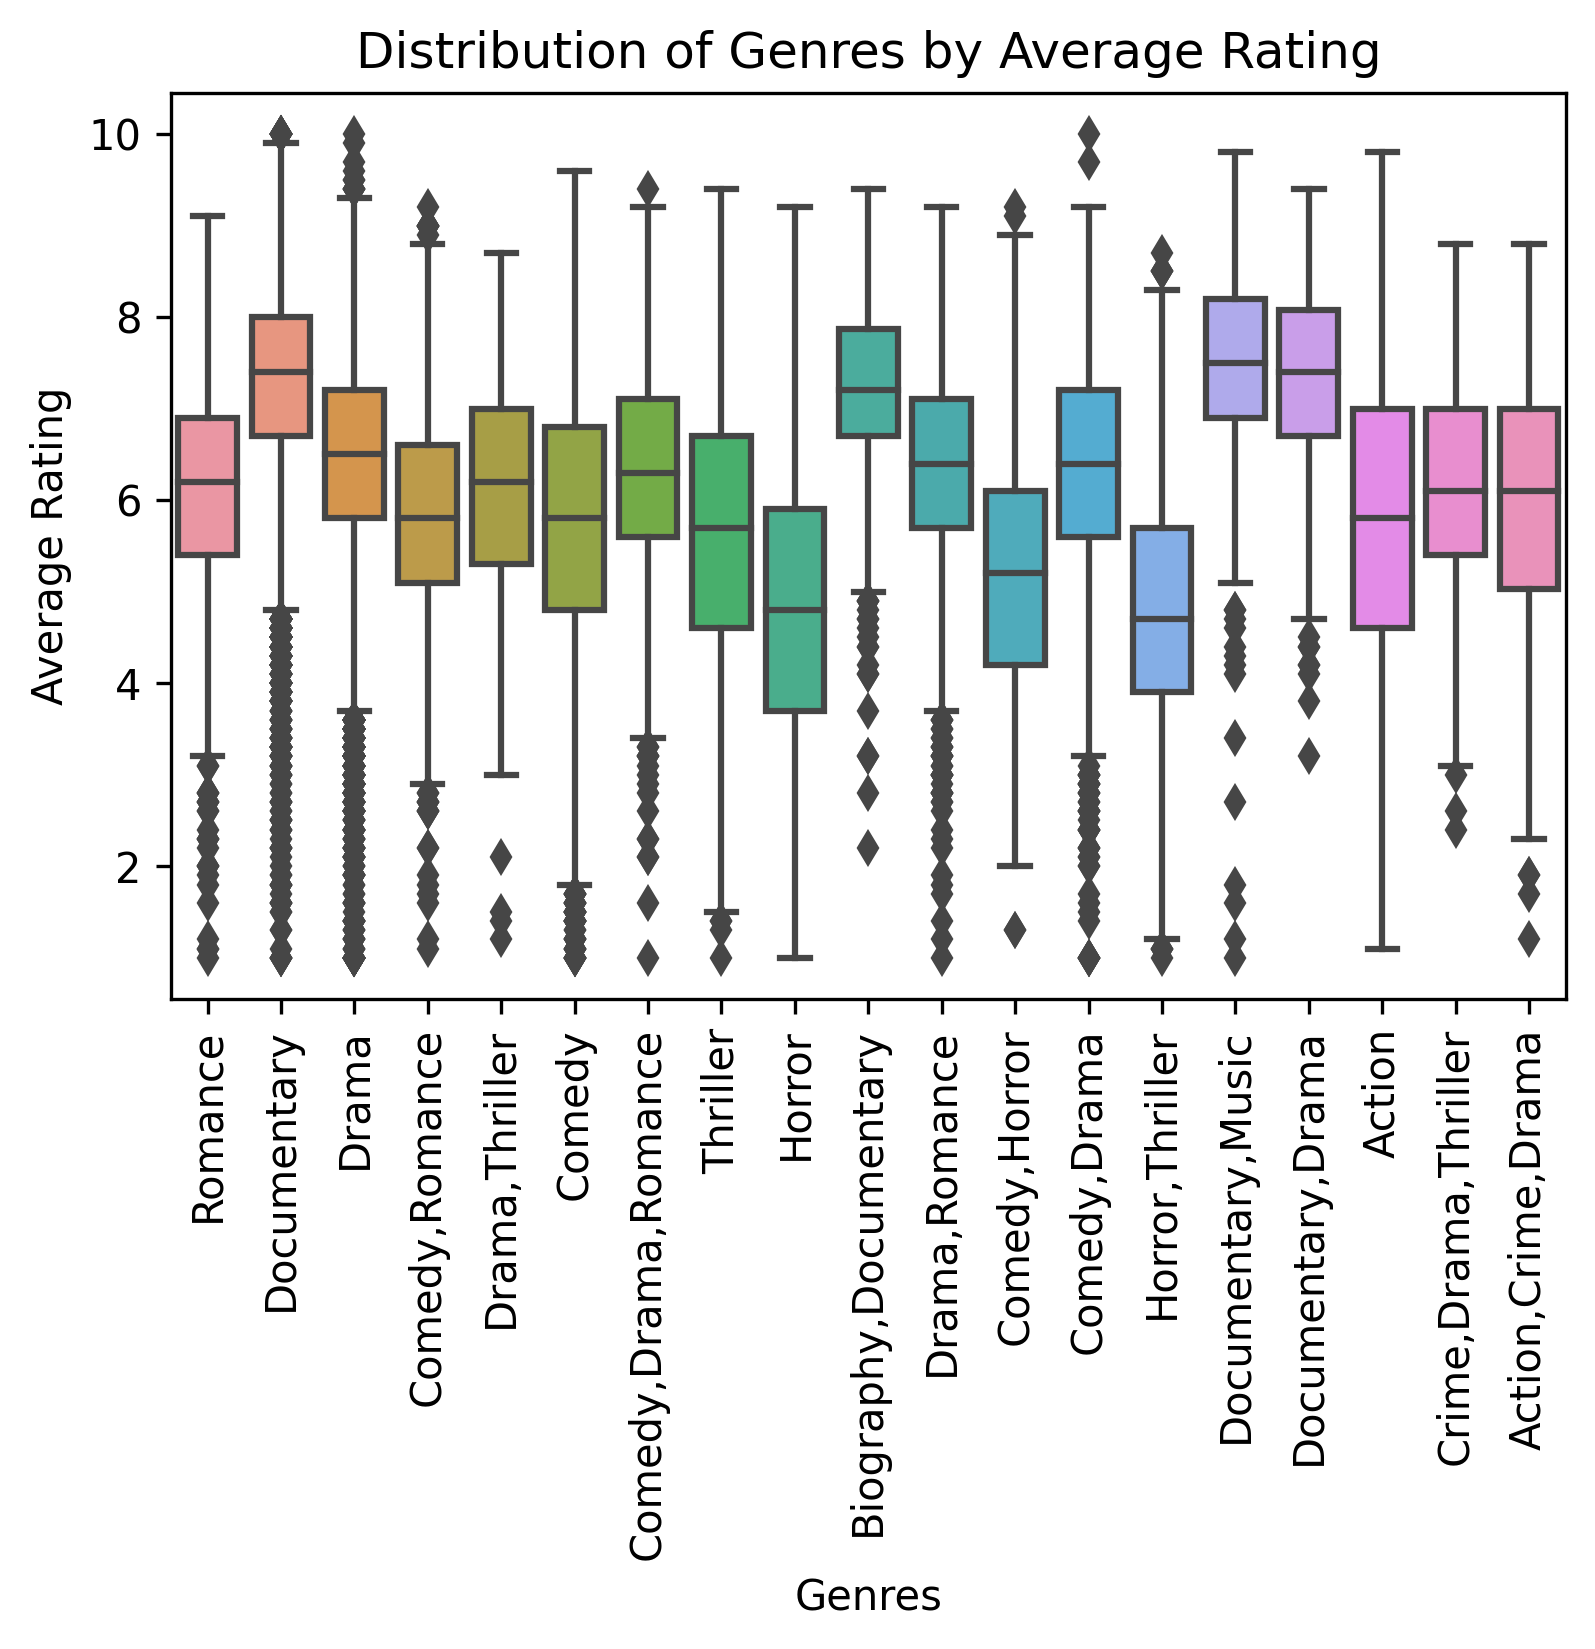 Distribution of Genres by Average Rating
Average Rating
10
8
6
4
2
Romance
Documentary
Drama
Comedy,Romance
Drama,Thriller
Comedy
Comedy,Drama,Romance
Thriller
Horror
Biography,Documentary
Drama,Romance
Comedy,Horror
Comedy,Drama
Horror,Thriller
Documentary,Music
Documentary,Drama
Action
Crime,Drama,Thriller
Action,Crime,Drama
Genres